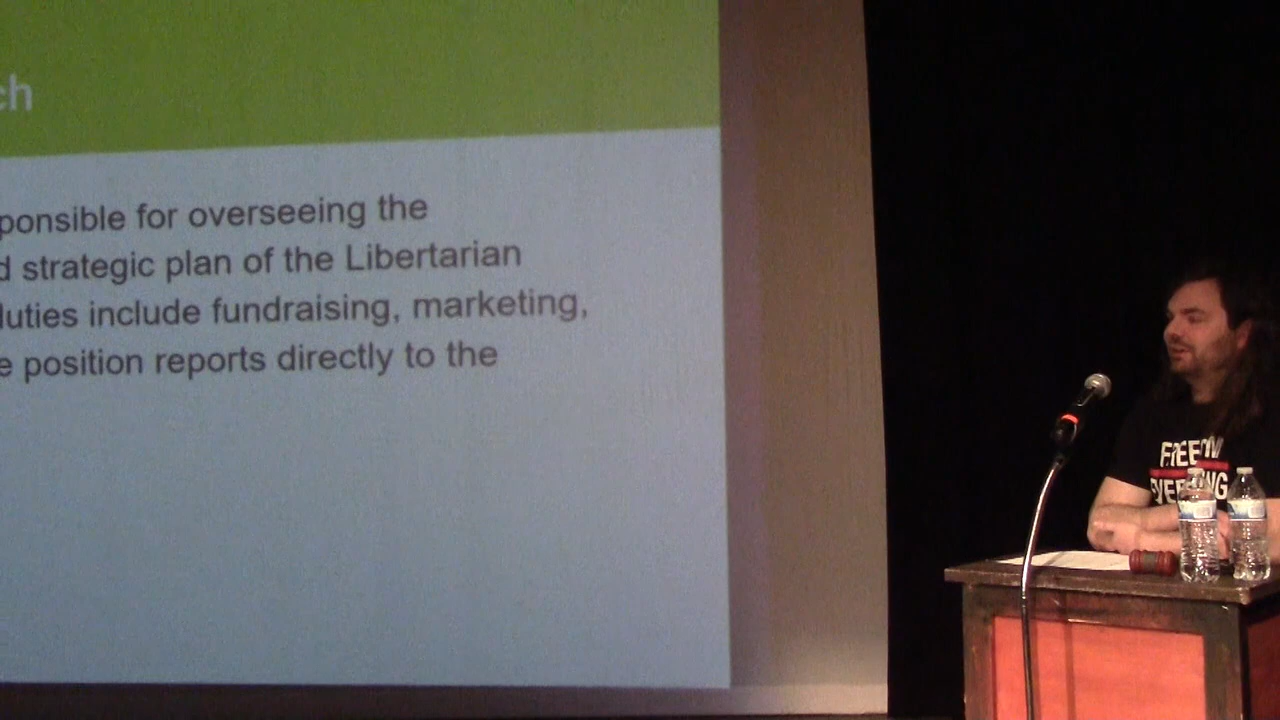 ch
ponsible for overseeing the
d strategic plan of the Libertarian
luties include fundraising, marketing,
e position reports directly to the
FREEDOM